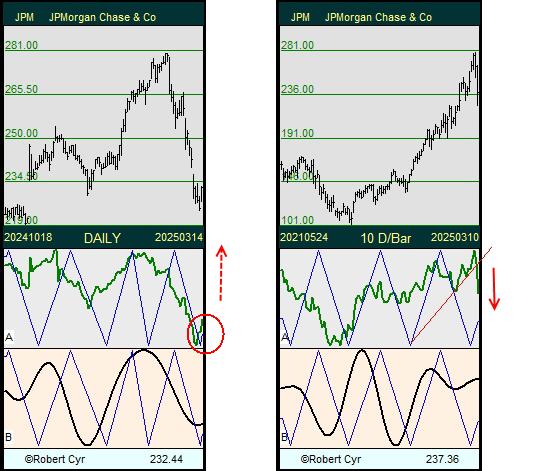 JPM JPMorgan Chase & Co
281.00
265.50
250.00
234.50
219.00
20241018 DAILY 20250314
A
B
©Robert Cyr 232.44
JPM JPMorgan Chase & Co
281.00
236.00
191.00
101.00
20210524 10 D/Bar 20250310
A
B
©Robert Cyr 237.36